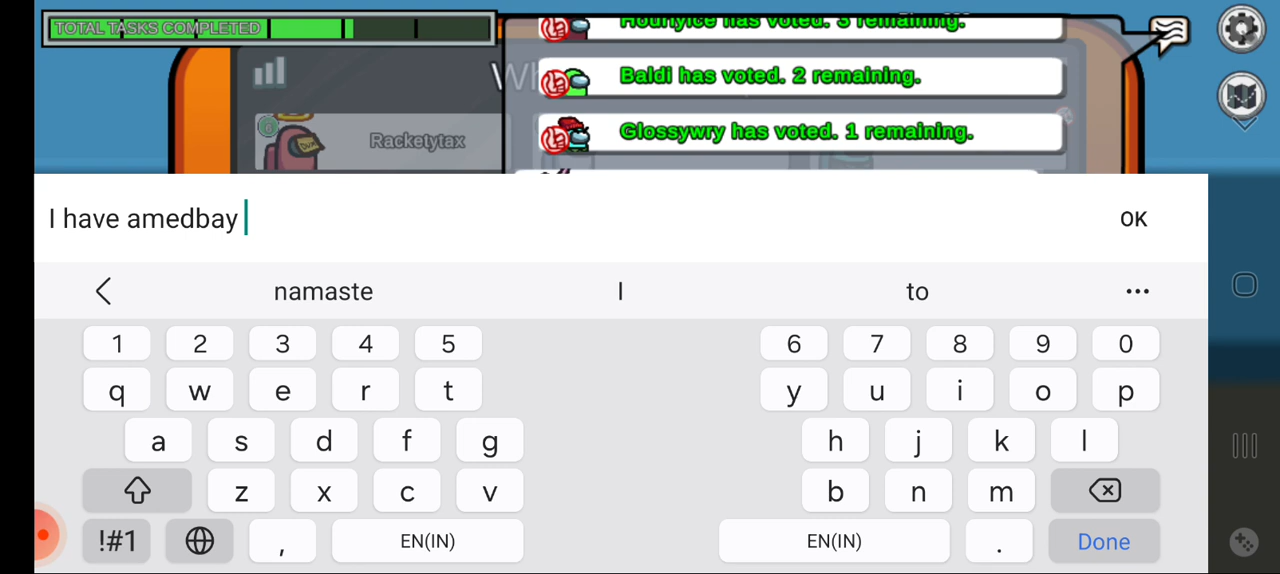 TOTAL TASKS COMPLETED
Baldi has voted. 2 remaining.
Glossywry has voted. 1 remaining.
Racketytax
I have amedbay
OK
namaste I to
1 2 3 4 5 6 7 8 9 0
q w e r t y u i o p
a s d f g h j k l
z x c v b n m
!#1 , EN(IN) EN(IN) . Done